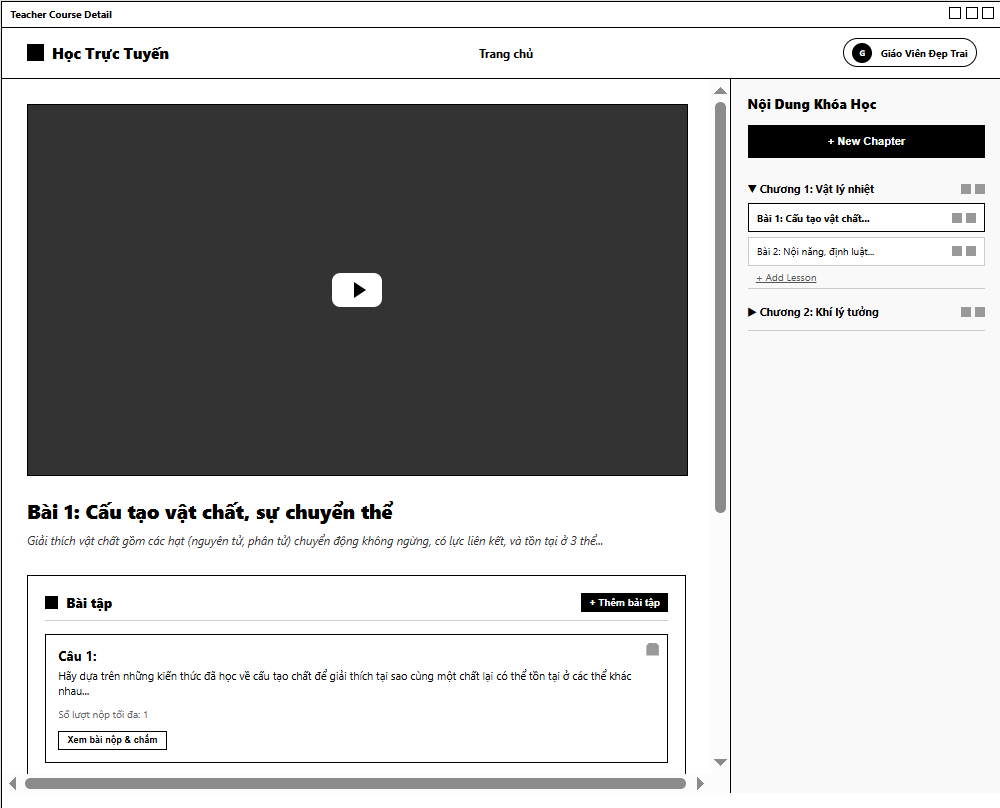 Teacher Course Detail
Học Trực Tuyến
Trang chủ
G
Giáo Viên Đẹp Trai
Bài 1: Cấu tạo vật chất, sự chuyển thể
Giải thích vật chất gồm các hạt (nguyên tử, phân tử) chuyển động không ngừng, có lực liên kết, và tồn tại ở 3 thể...
Bài tập
+ Thêm bài tập
Câu 1:
Hãy dựa trên những kiến thức đã học về cấu tạo chất để giải thích tại sao cùng một chất lại có thể tồn tại ở các thể khác
nhau...
Số lượt nộp tối đa: 1
Xem bài nộp & chấm
Nội Dung Khóa Học
+ New Chapter
▼ Chương 1: Vật lý nhiệt
Bài 1: Cấu tạo vật chất...
Bài 2: Nội năng, định luật...
+ Add Lesson
▶ Chương 2: Khí lý tưởng